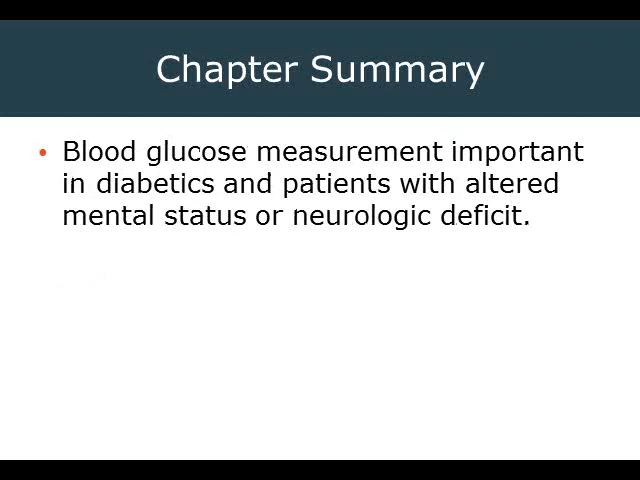 Chapter Summary
• Blood glucose measurement important
in diabetics and patients with altered
mental status or neurologic deficit.